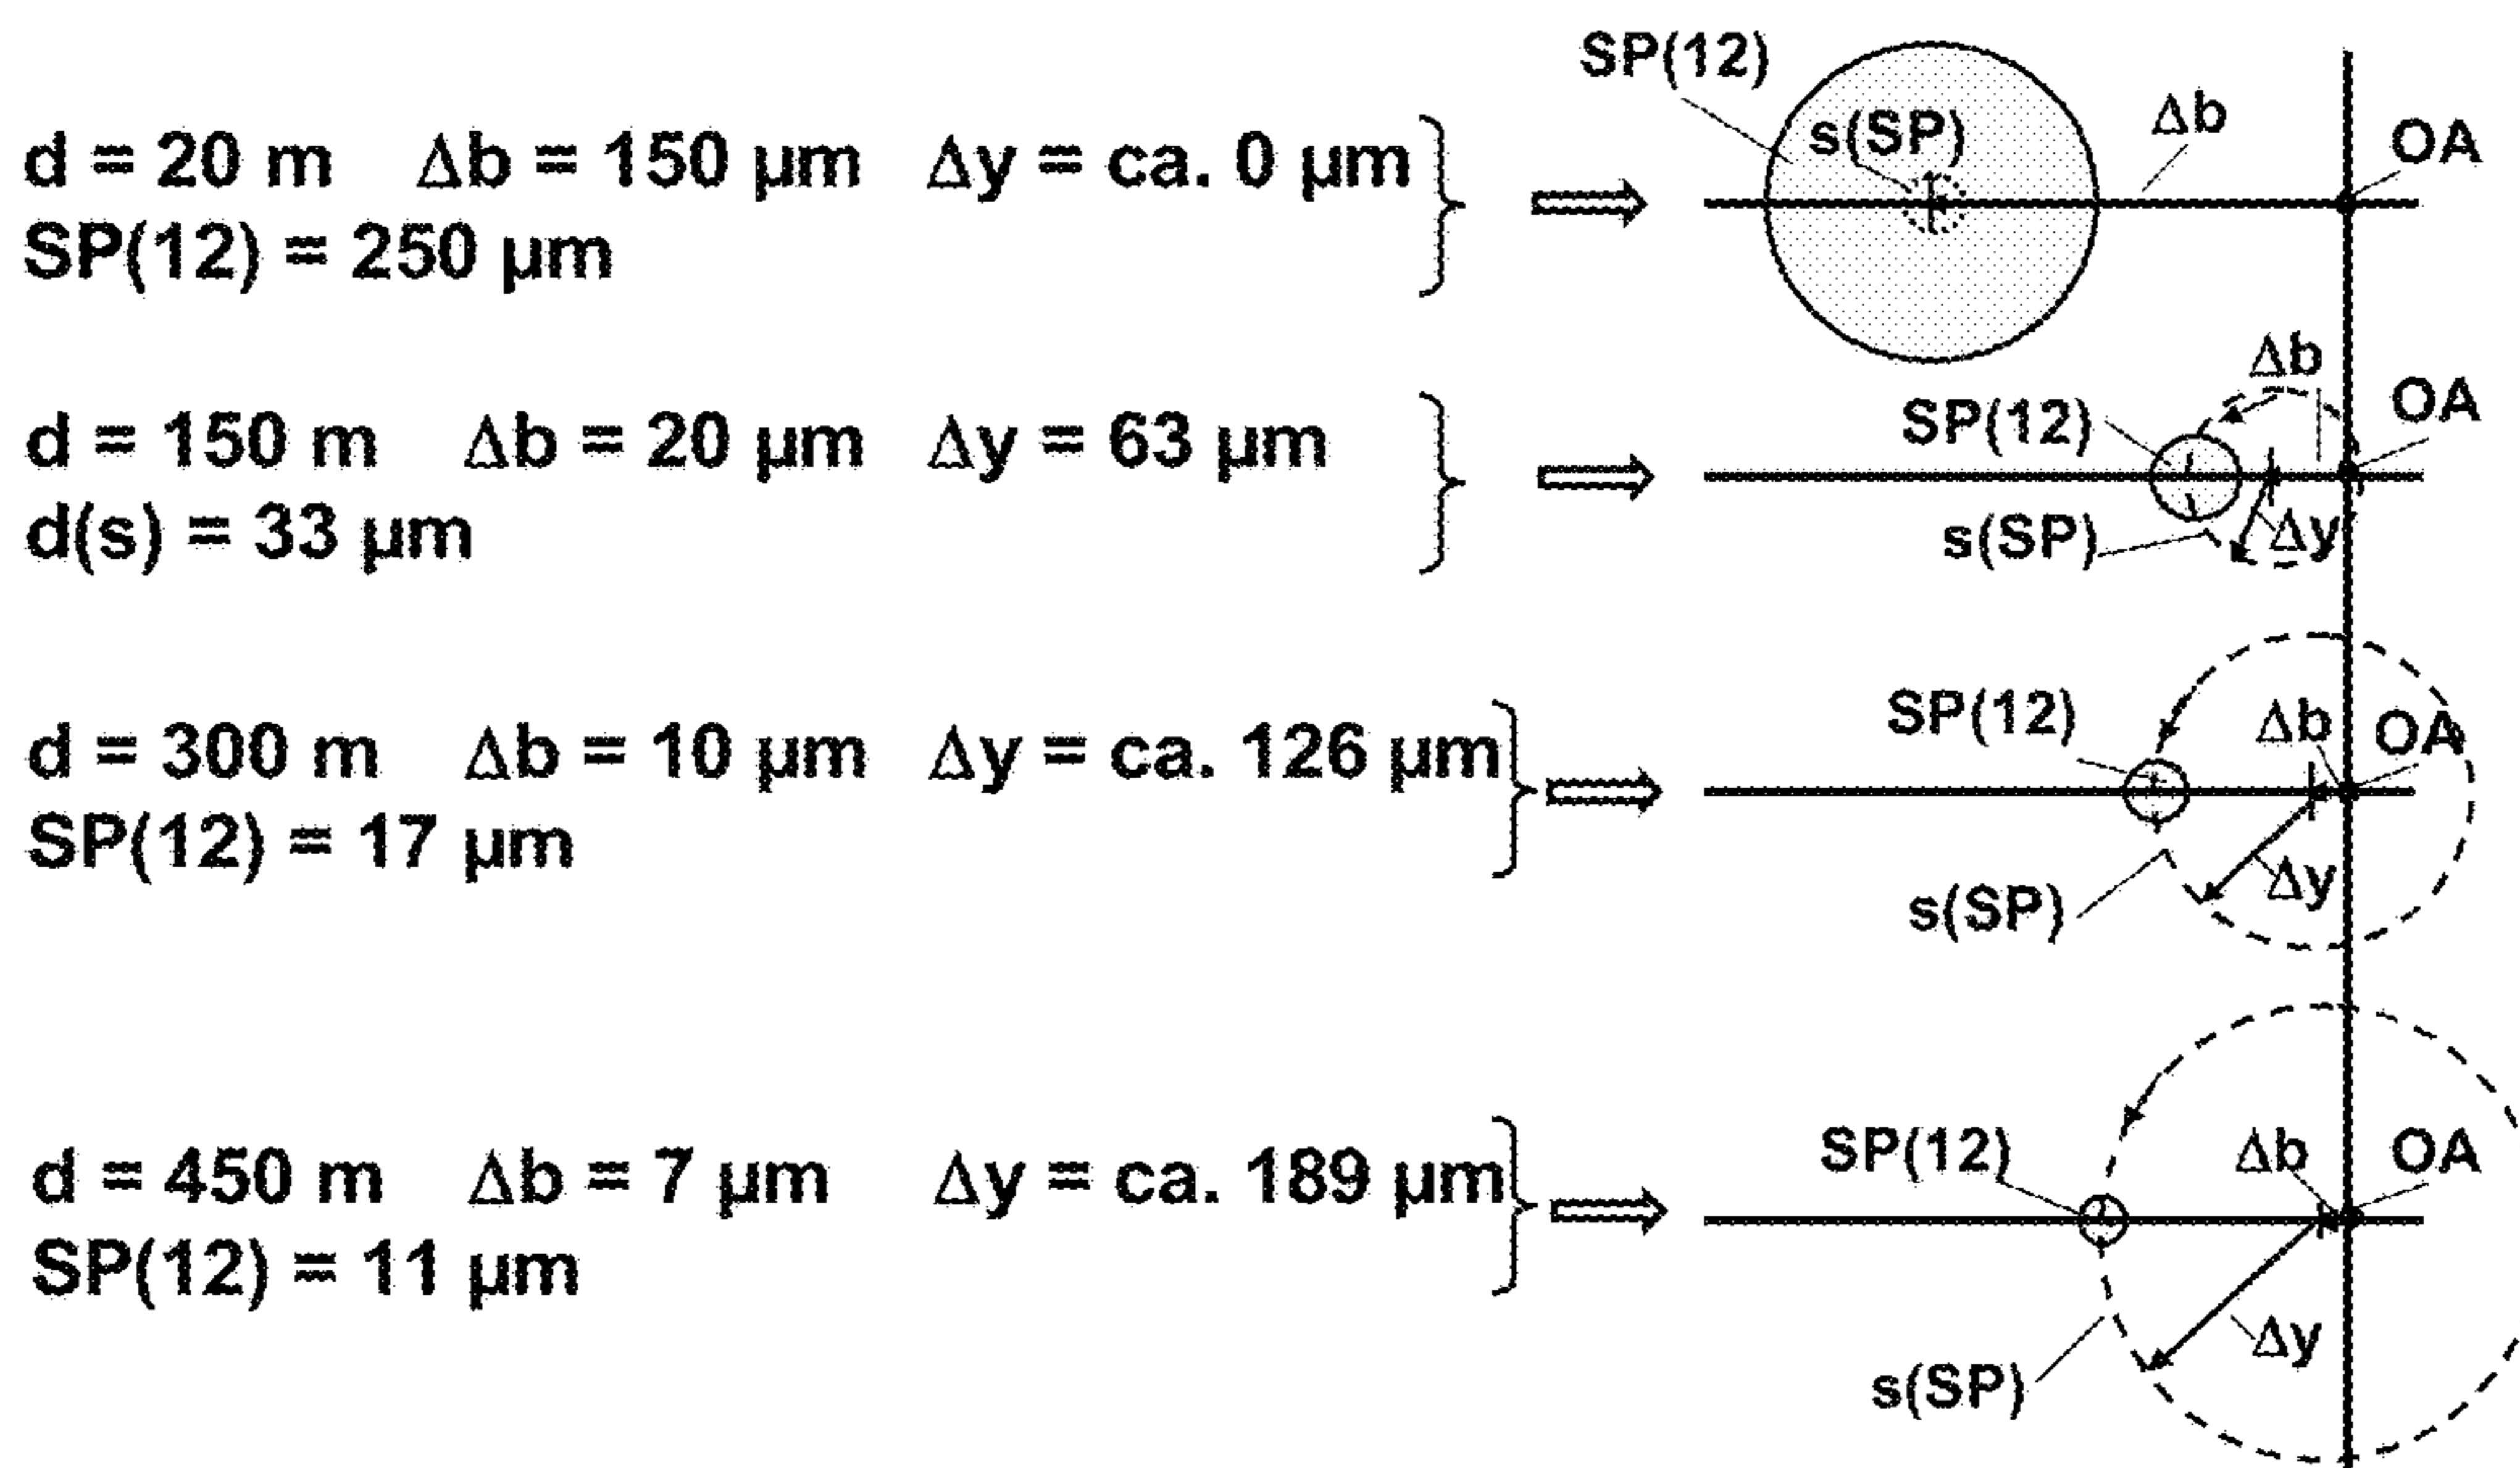 d = 20 m Δb = 150 µm Δy = ca. 0 µm
SP(12) = 250 µm
SP(12)
s(SP)
Δb
OA
d = 150 m Δb = 20 µm Δy = 63 µm
d(s) = 33 µm
Δb
SP(12)
OA
s(SP)
Δy
d = 300 m Δb = 10 µm Δy = ca. 126 µm
SP(12) = 17 µm
SP(12)
Δb
OA
s(SP)
Δy
d = 450 m Δb = 7 µm Δy = ca. 189 µm
SP(12) = 11 µm
SP(12)
Δb
OA
s(SP)
Δy